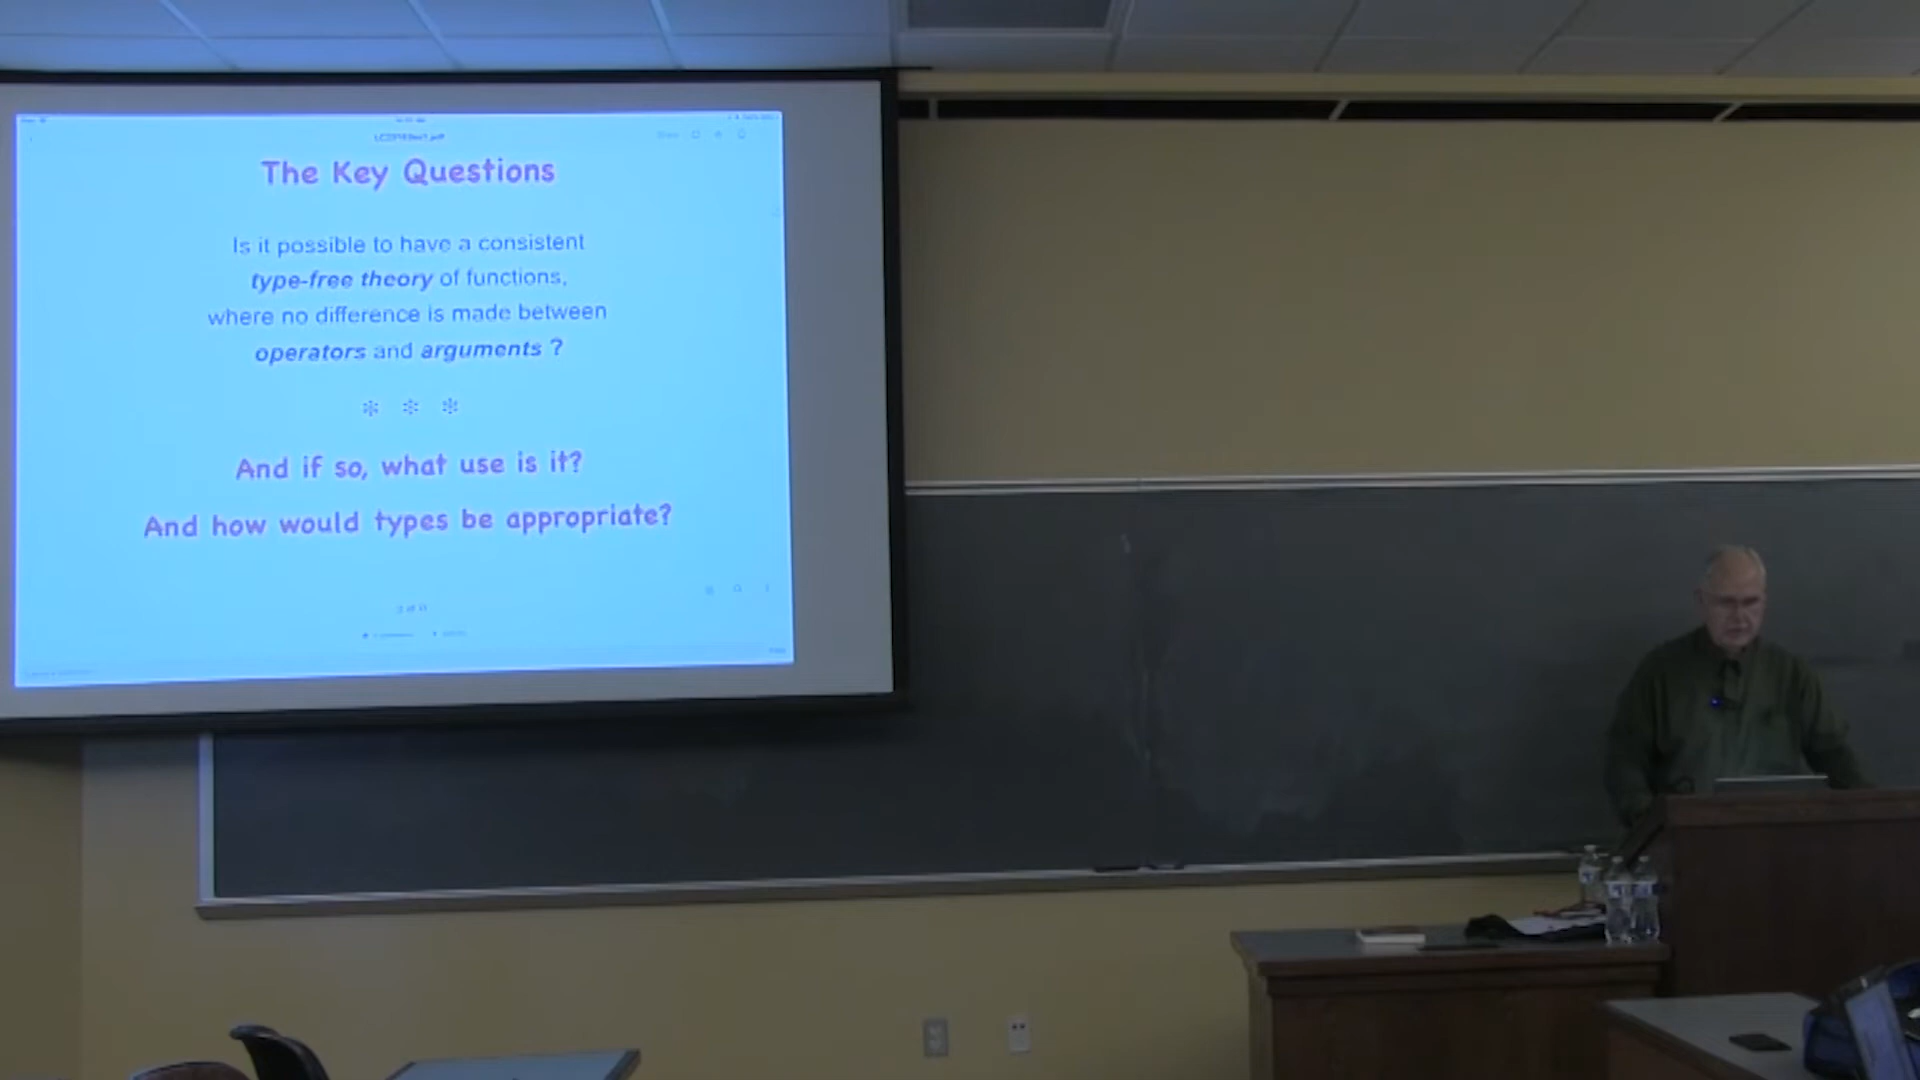 The Key Questions
Is it possible to have a consistent
type-free theory of functions,
where no difference is made between
operators and arguments ?
* * *
And if so, what use is it?
And how would types be appropriate?